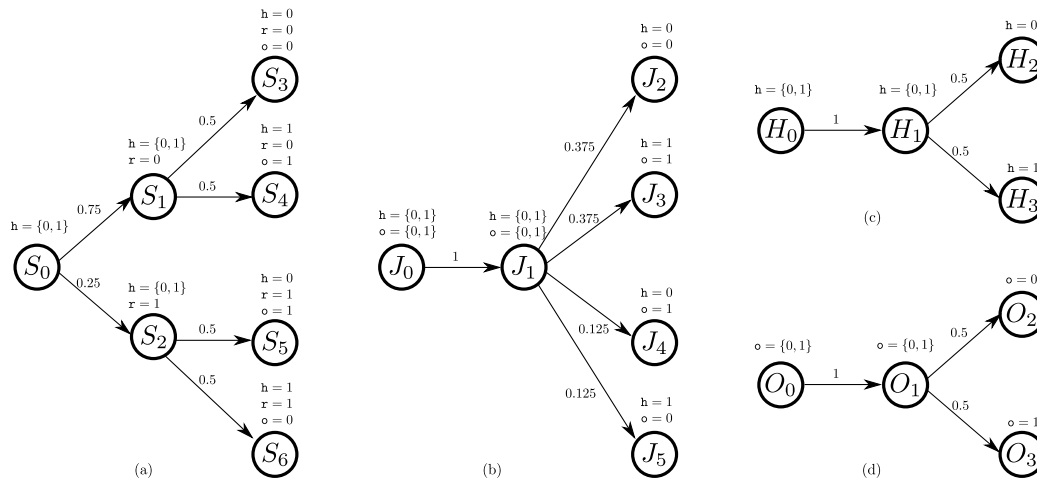 h = 0
r = 0
o = 0
S3
0.5
h = {0, 1}
r = 0
h = 1
r = 0
o = 1
S1
0.5
S4
0.75
h = {0, 1}
S0
0.25
h = {0, 1}
r = 1
h = 0
r = 1
o = 1
S2
0.5
S5
0.5
h = 1
r = 1
o = 0
S6
(a)
h = 0
o = 0
J2
0.375
h = 1
o = 1
J3
0.375
h = {0, 1}
o = {0, 1}
h = {0, 1}
o = {0, 1}
J0
1
J1
h = 0
o = 1
0.125
J4
0.125
h = 1
o = 0
J5
(b)
h = 0
H2
h = {0, 1}
h = {0, 1}
0.5
H0
1
H1
0.5
h = 1
H3
(c)
o = 0
O2
o = {0, 1}
o = {0, 1}
0.5
O0
1
O1
0.5
o = 1
O3
(d)